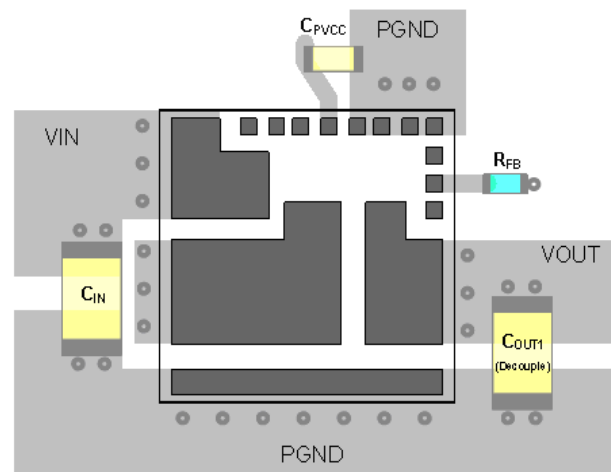 CPVCC
PGND
VIN
RFB
VOUT
CIN
COUT1
(Decouple)
PGND